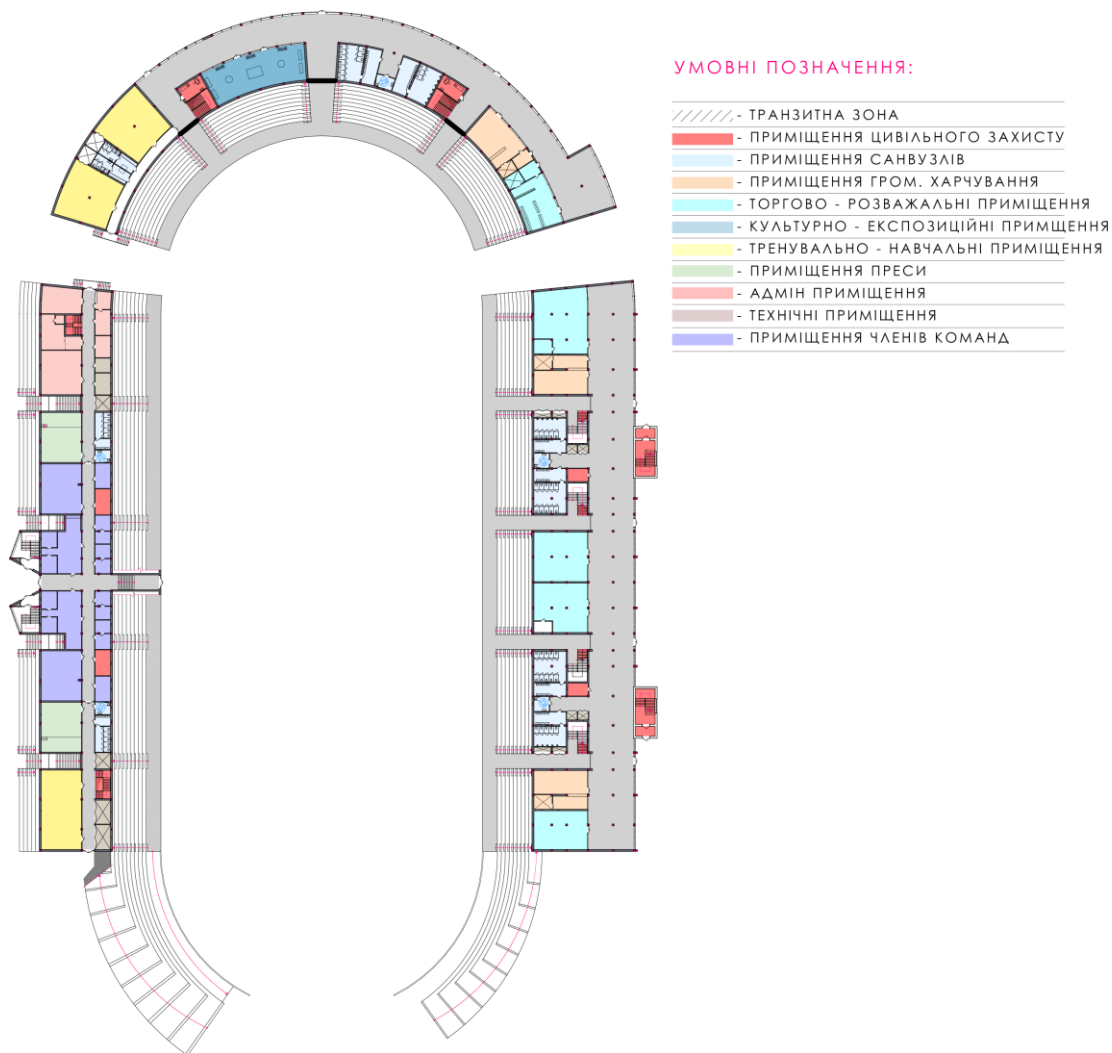 УМОВНІ ПОЗНАЧЕННЯ:
- ТРАНЗИТНА ЗОНА
- ПРИМІЩЕННЯ ЦИВІЛЬНОГО ЗАХИСТУ
- ПРИМІЩЕННЯ САНВУЗЛІВ
- ПРИМІЩЕННЯ ГРОМ. ХАРЧУВАННЯ
- ТОРГОВО - РОЗВАЖАЛЬНІ ПРИМІЩЕННЯ
- КУЛЬТУРНО - ЕКСПОЗИЦІЙНІ ПРИМЩЕННЯ
- ТРЕНУВАЛЬНО - НАВЧАЛЬНІ ПРИМІЩЕННЯ
- ПРИМІЩЕННЯ ПРЕСИ
- АДМІН ПРИМІЩЕННЯ
- ТЕХНІЧНІ ПРИМІЩЕННЯ
- ПРИМІЩЕННЯ ЧЛЕНІВ КОМАНД